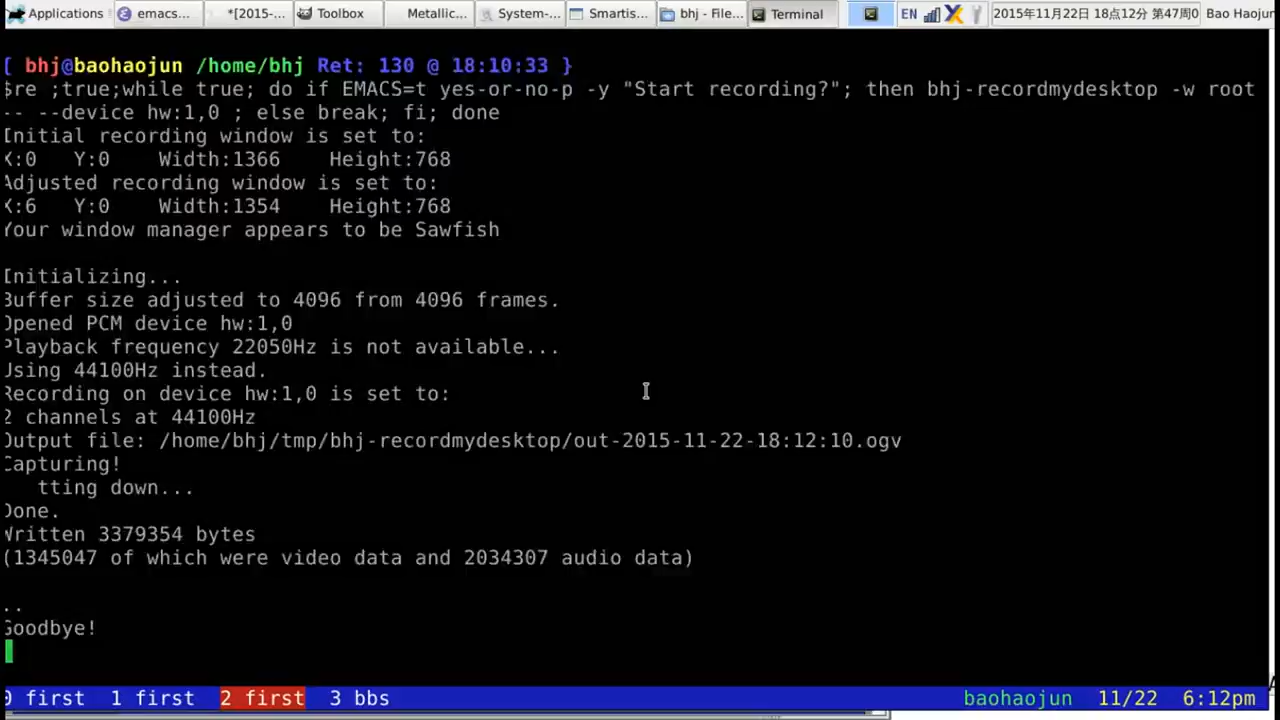 Applications emacs... *[2015-... Toolbox Metallic... System-... Smartis... bhj - File... Terminal EN 2015年11月22日 18点12分 第47周0 Bao Haojun
[ bhj@baohaojun /home/bhj Ret: 130 @ 18:10:33 }
$re ;true;while true; do if EMACS=t yes-or-no-p -y "Start recording?"; then bhj-recordmydesktop -w root
-- --device hw:1,0 ; else break; fi; done
Initial recording window is set to:
X:0 Y:0 Width:1366 Height:768
Adjusted recording window is set to:
X:6 Y:0 Width:1354 Height:768
Your window manager appears to be Sawfish
Initializing...
Buffer size adjusted to 4096 from 4096 frames.
Opened PCM device hw:1,0
Playback frequency 22050Hz is not available...
Using 44100Hz instead.
Recording on device hw:1,0 is set to:
2 channels at 44100Hz
Output file: /home/bhj/tmp/bhj-recordmydesktop/out-2015-11-22-18:12:10.ogv
Capturing!
tting down...
Done.
Written 3379354 bytes
(1345047 of which were video data and 2034307 audio data)
..
Goodbye!
0 first 1 first 2 first 3 bbs baohaojun 11/22 6:12pm